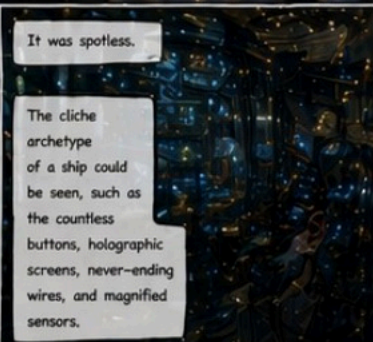 It was spotless.
The cliche
archetype
of a ship could
be seen, such as
the countless
buttons, holographic
screens, never-ending
wires, and magnified
sensors.